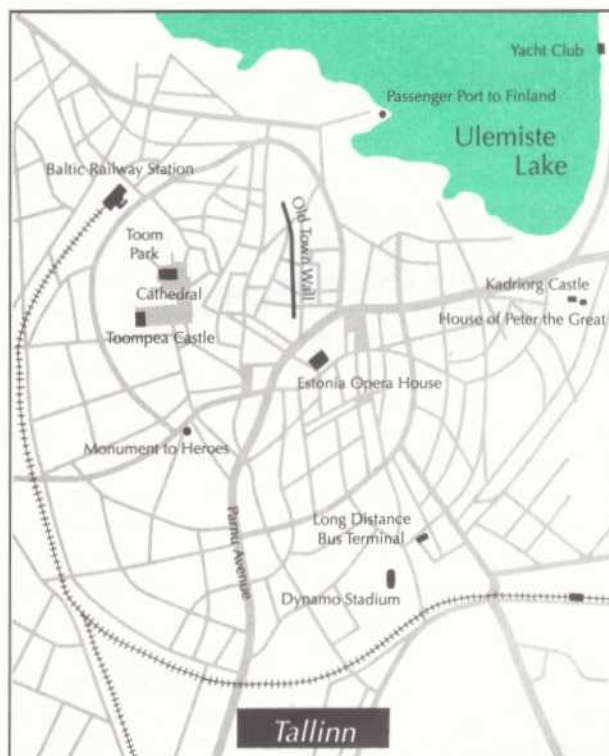 Yacht Club
Passenger Port to Finland
Ulemiste
Lake
Baltic Railway Station
Old Town Wall
Toom
Park
Cathedral
Toompea Castle
Kadriorg Castle
House of Peter the Great
Estonia Opera House
Monument to Heroes
Parnu Avenue
Long Distance
Bus Terminal
Dynamo Stadium
Tallinn